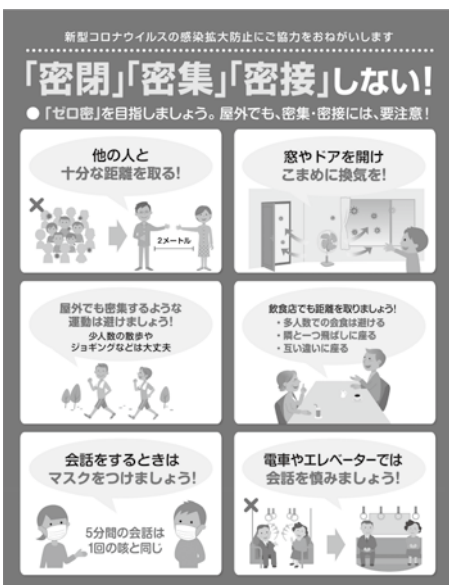 新型コロナウイルスの感染拡大防止にご協力をおねがいします
「密閉」「密集」「密接」しない!
●「ゼロ密」を目指しましょう。屋外でも、密集・密接には、要注意!
他の人と
十分な距離を取る!
2メートル
窓やドアを開け
こまめに換気を!
屋外でも密集するような
運動は避けましょう!
少人数の散歩や
ジョギングなどは大丈夫
飲食店でも距離を取りましょう!
・多人数での会食は避ける
・隣と一つ飛ばしに座る
・互い違いに座る
会話をするときは
マスクをつけましょう!
5分間の会話は
1回の咳と同じ
電車やエレベーターでは
会話を慎みましょう!